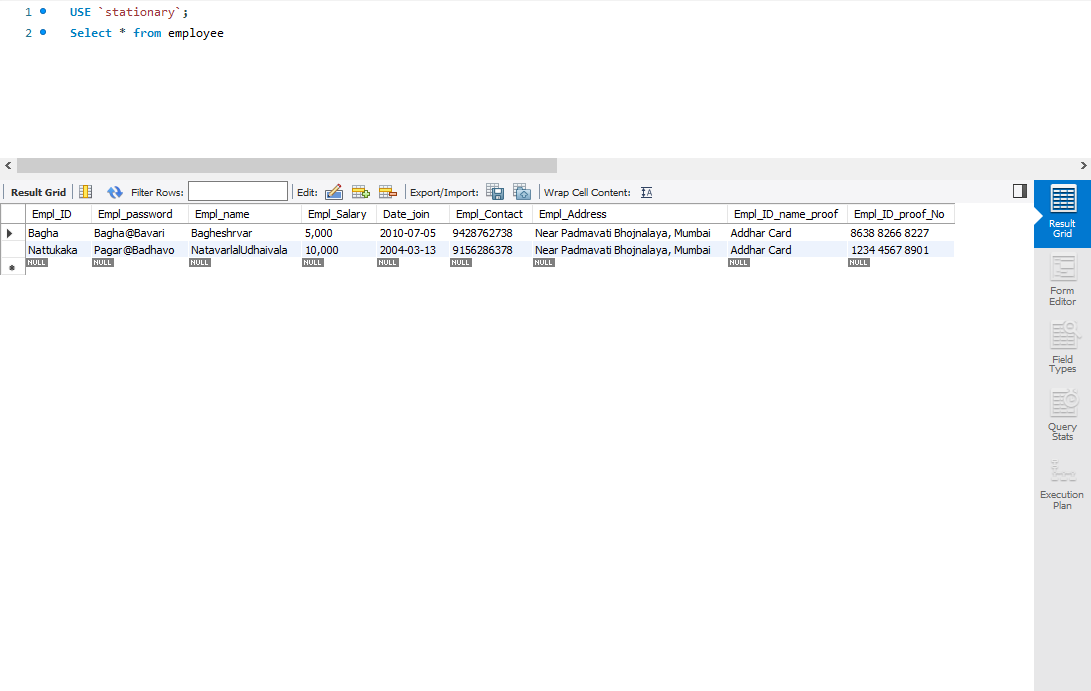 1 USE `stationary`;
2 Select * from employee
Result Grid Filter Rows: Edit: Export/Import: Wrap Cell Content:
Empl_ID Empl_password Empl_name Empl_Salary Date_join Empl_Contact Empl_Address Empl_ID_name_proof Empl_ID_proof_No
Bagha Bagha@Bavari Bagheshrvar 5,000 2010-07-05 9428762738 Near Padmavati Bhojnalaya, Mumbai Addhar Card 8638 8266 8227
Nattukaka Pagar@Badhavo NatavarlalUdhaivala 10,000 2004-03-13 9156286378 Near Padmavati Bhojnalaya, Mumbai Addhar Card 1234 4567 8901
NULL NULL NULL NULL NULL NULL NULL NULL NULL
Result
Grid
Form
Editor
Field
Types
Query
Stats
Execution
Plan